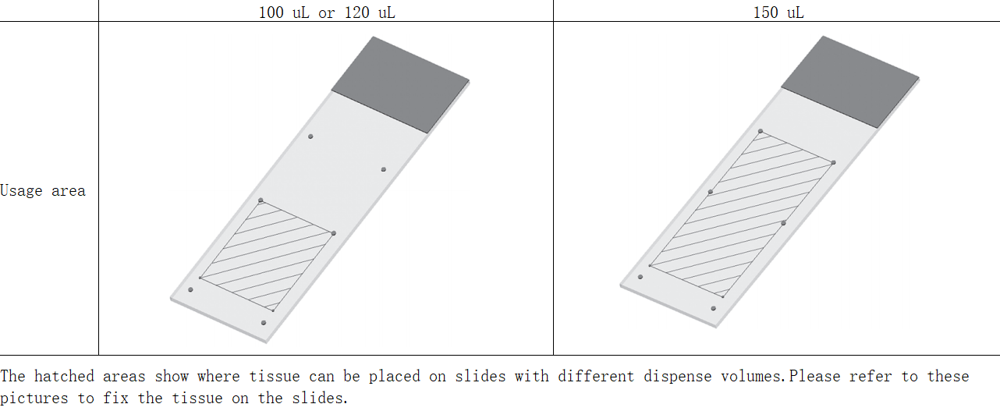 100 uL or 120 uL
150 uL
Usage area
The hatched areas show where tissue can be placed on slides with different dispense volumes.Please refer to these
pictures to fix the tissue on the slides.